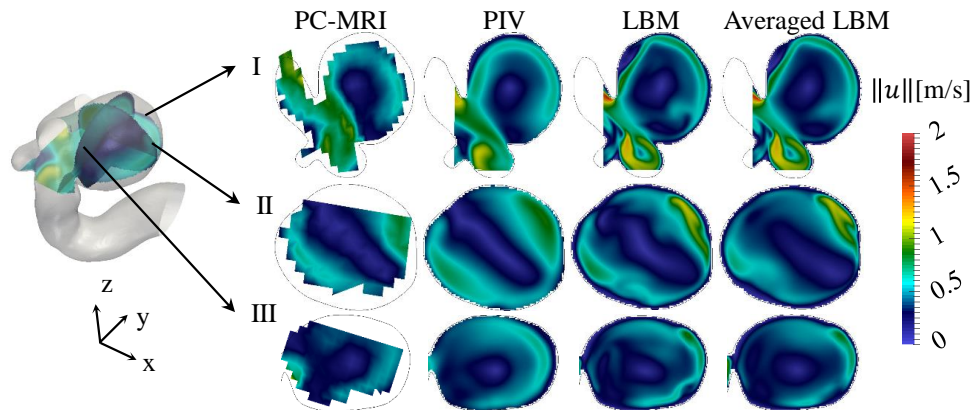 PC-MRI PIV LBM Averaged LBM
I
‖u‖[m/s]
2
1.5
1
0.5
0
II
III
z
y
x